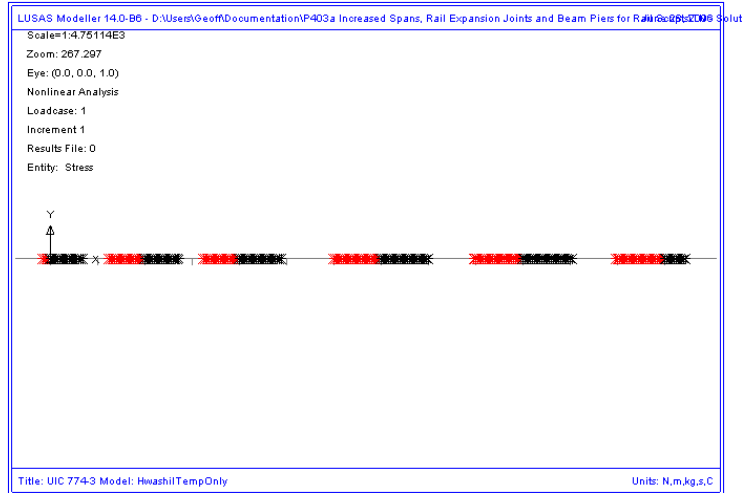 LUSAS Modeller 14.0-B6 - D:\Users\Geoff\Documentation\P403a Increased Spans, Rail Expansion Joints and Beam Piers for
Scale=1:4.75114E3
Zoom: 267.297
Eye: (0.0, 0.0, 1.0)
Nonlinear Analysis
Loadcase: 1
Increment 1
Results File: 0
Entity: Stress
Y
X
Title: UIC 774-3 Model: HwashilTempOnly
Units: N,m,kg,s,C